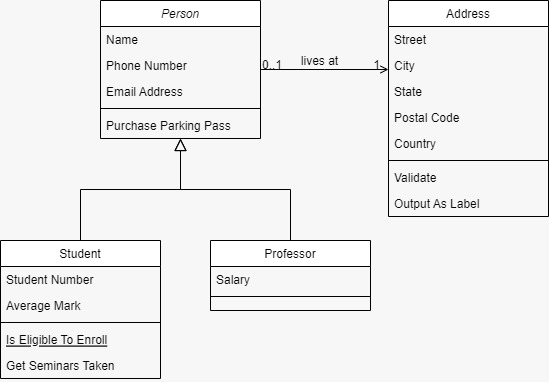 Person
Name
Phone Number
Email Address
Purchase Parking Pass
0..1
lives at
1
Address
Street
City
State
Postal Code
Country
Validate
Output As Label
Student
Student Number
Average Mark
Is Eligible To Enroll
Get Seminars Taken
Professor
Salary